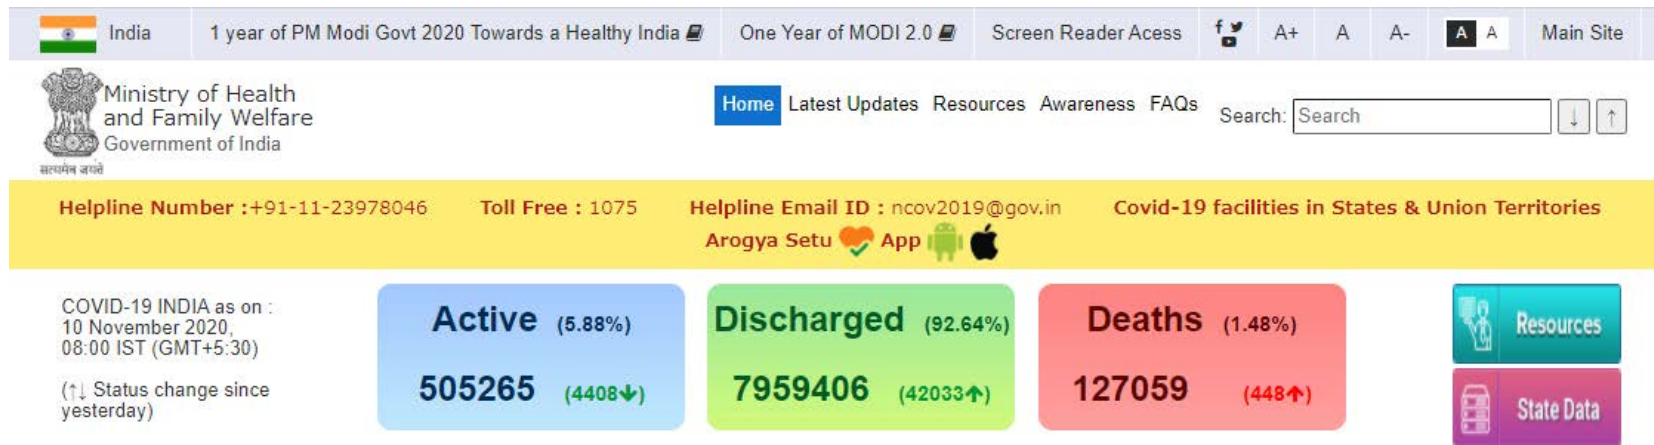 India 1 year of PM Modi Govt 2020 Towards a Healthy India One Year of MODI 2.0 Screen Reader Acess A+ A A- A A Main Site
Ministry of Health
and Family Welfare
Government of India
सत्यमेव जयते
Home Latest Updates Resources Awareness FAQs Search: Search ↓ ↑
Helpline Number :+91-11-23978046 Toll Free : 1075 Helpline Email ID : ncov2019@gov.in Covid-19 facilities in States & Union Territories
Arogya Setu App
COVID-19 INDIA as on :
10 November 2020,
08:00 IST (GMT+5:30)
(↑↓ Status change since
yesterday)
Active (5.88%)
505265 (4408↓)
Discharged (92.64%)
7959406 (42033↑)
Deaths (1.48%)
127059 (448↑)
Resources
State Data